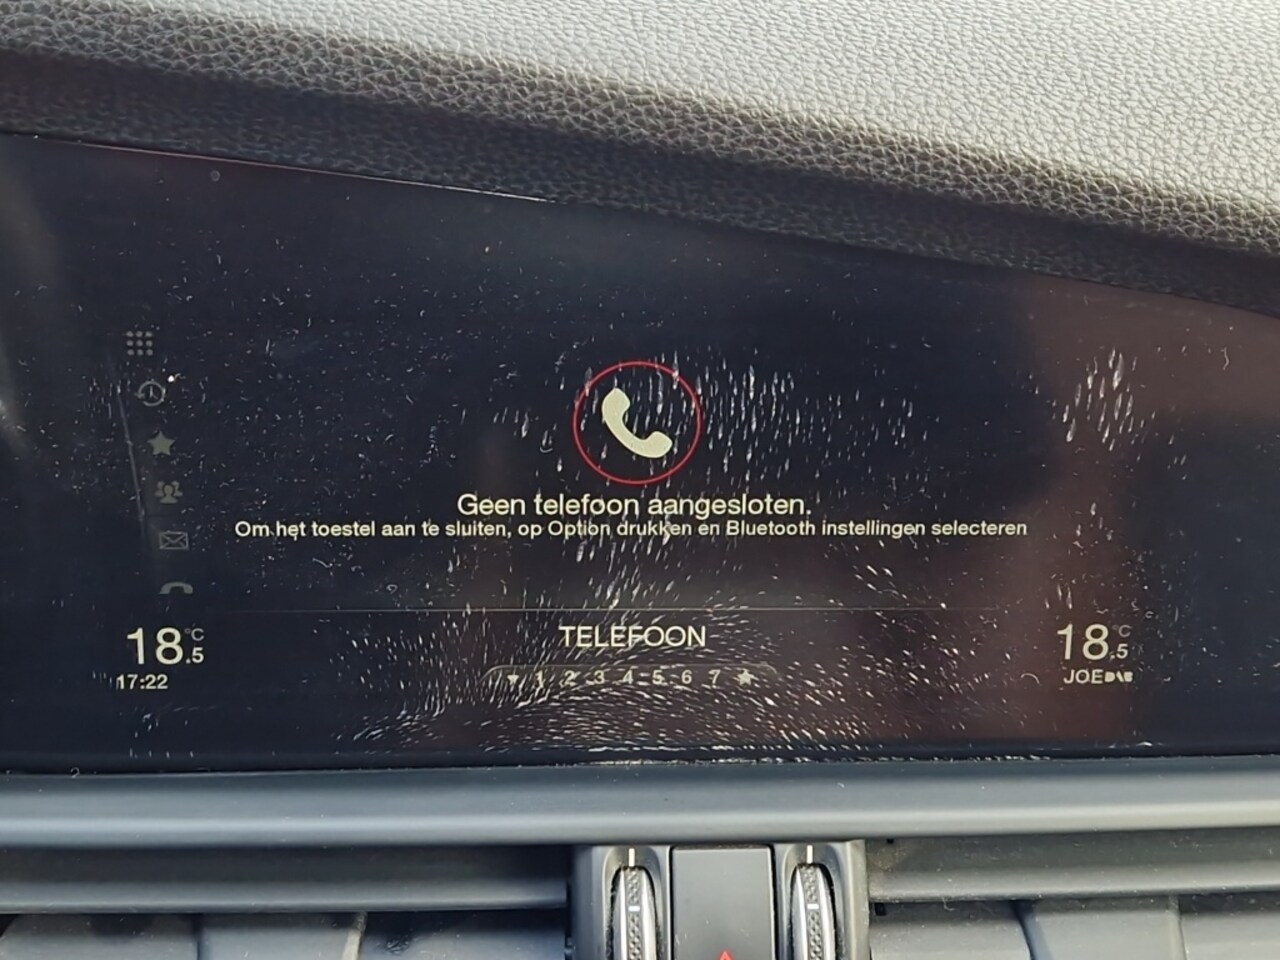 Geen telefoon aangesloten.
Om het toestel aan te sluiten, op Option drukken en Bluetooth instellingen selecteren
18.5 °C
TELEFOON
18.5 °C
17:22
1 2 3 4 5 6 7
JOE DAB